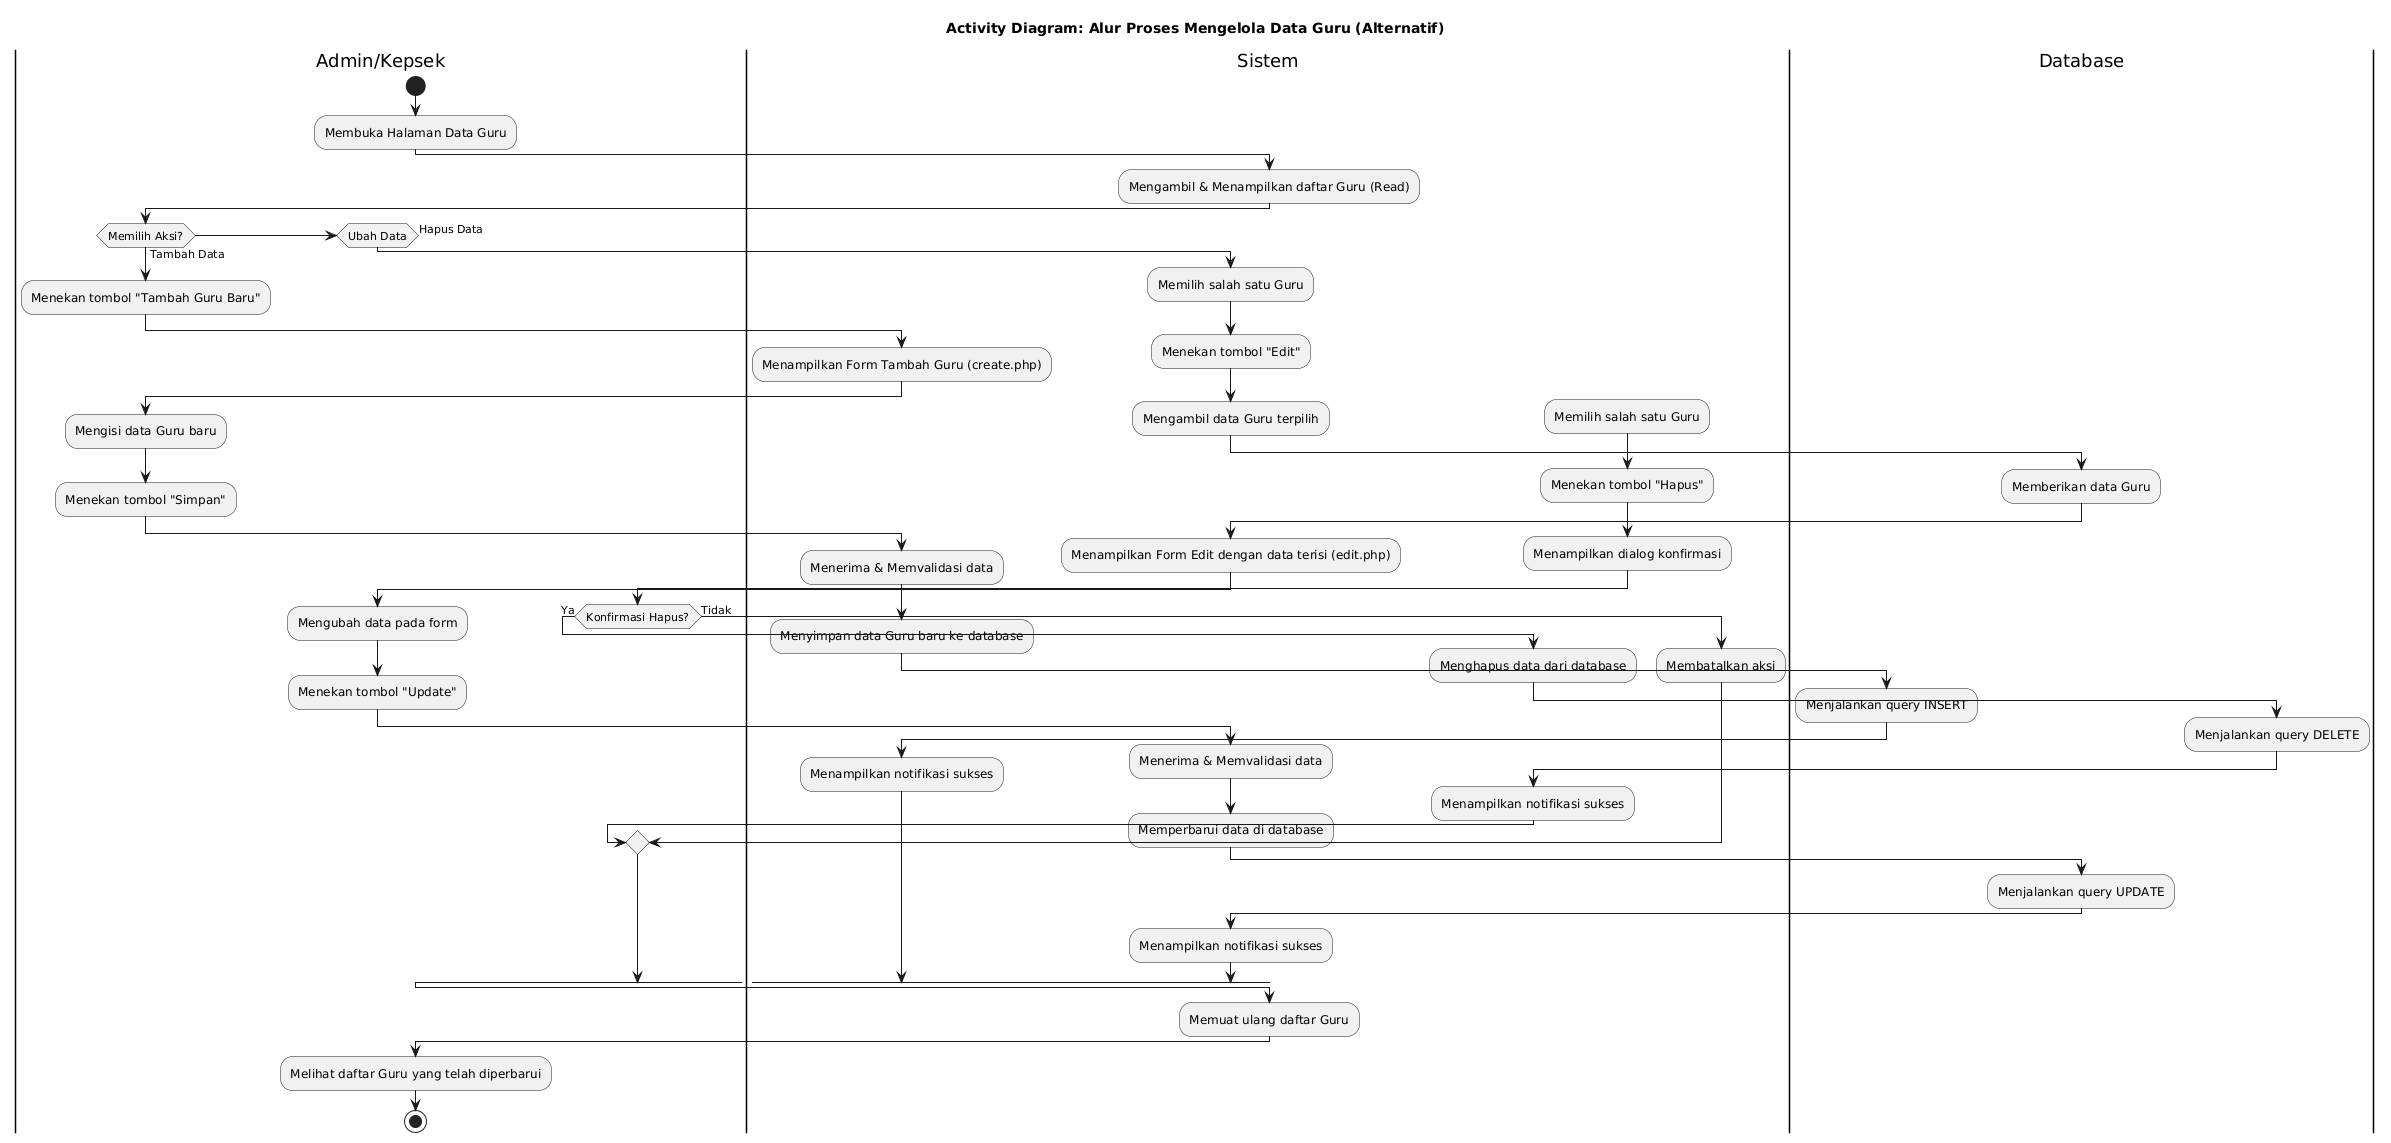 Activity Diagram: Alur Proses Mengelola Data Guru (Alternatif)
Admin/Kepsek
Sistem
Database
Membuka Halaman Data Guru
Mengambil & Menampilkan daftar Guru (Read)
Memilih Aksi?
Ubah Data
Hapus Data
Tambah Data
Memilih salah satu Guru
Menekan tombol "Tambah Guru Baru"
Menekan tombol "Edit"
Menampilkan Form Tambah Guru (create.php)
Mengambil data Guru terpilih
Memilih salah satu Guru
Mengisi data Guru baru
Menekan tombol "Hapus"
Memberikan data Guru
Menekan tombol "Simpan"
Menampilkan Form Edit dengan data terisi (edit.php)
Menampilkan dialog konfirmasi
Menerima & Memvalidasi data
Ya
Konfirmasi Hapus?
Tidak
Mengubah data pada form
Menyimpan data Guru baru ke database
Menghapus data dari database
Membatalkan aksi
Menekan tombol "Update"
Menjalankan query INSERT
Menjalankan query DELETE
Menerima & Memvalidasi data
Menampilkan notifikasi sukses
Menampilkan notifikasi sukses
Memperbarui data di database
Menjalankan query UPDATE
Menampilkan notifikasi sukses
Memuat ulang daftar Guru
Melihat daftar Guru yang telah diperbarui